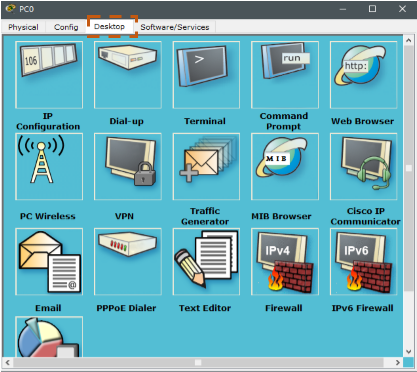 PC0
Physical Config Desktop Software/Services
106
>
run
http:
IP
Configuration
Dial-up
Terminal
Command
Prompt
Web Browser
MIB
PC Wireless
VPN
Traffic
Generator
MIB Browser
Cisco IP
Communicator
@
IPv4
IPv6
Email
PPPoE Dialer
Text Editor
Firewall
IPv6 Firewall